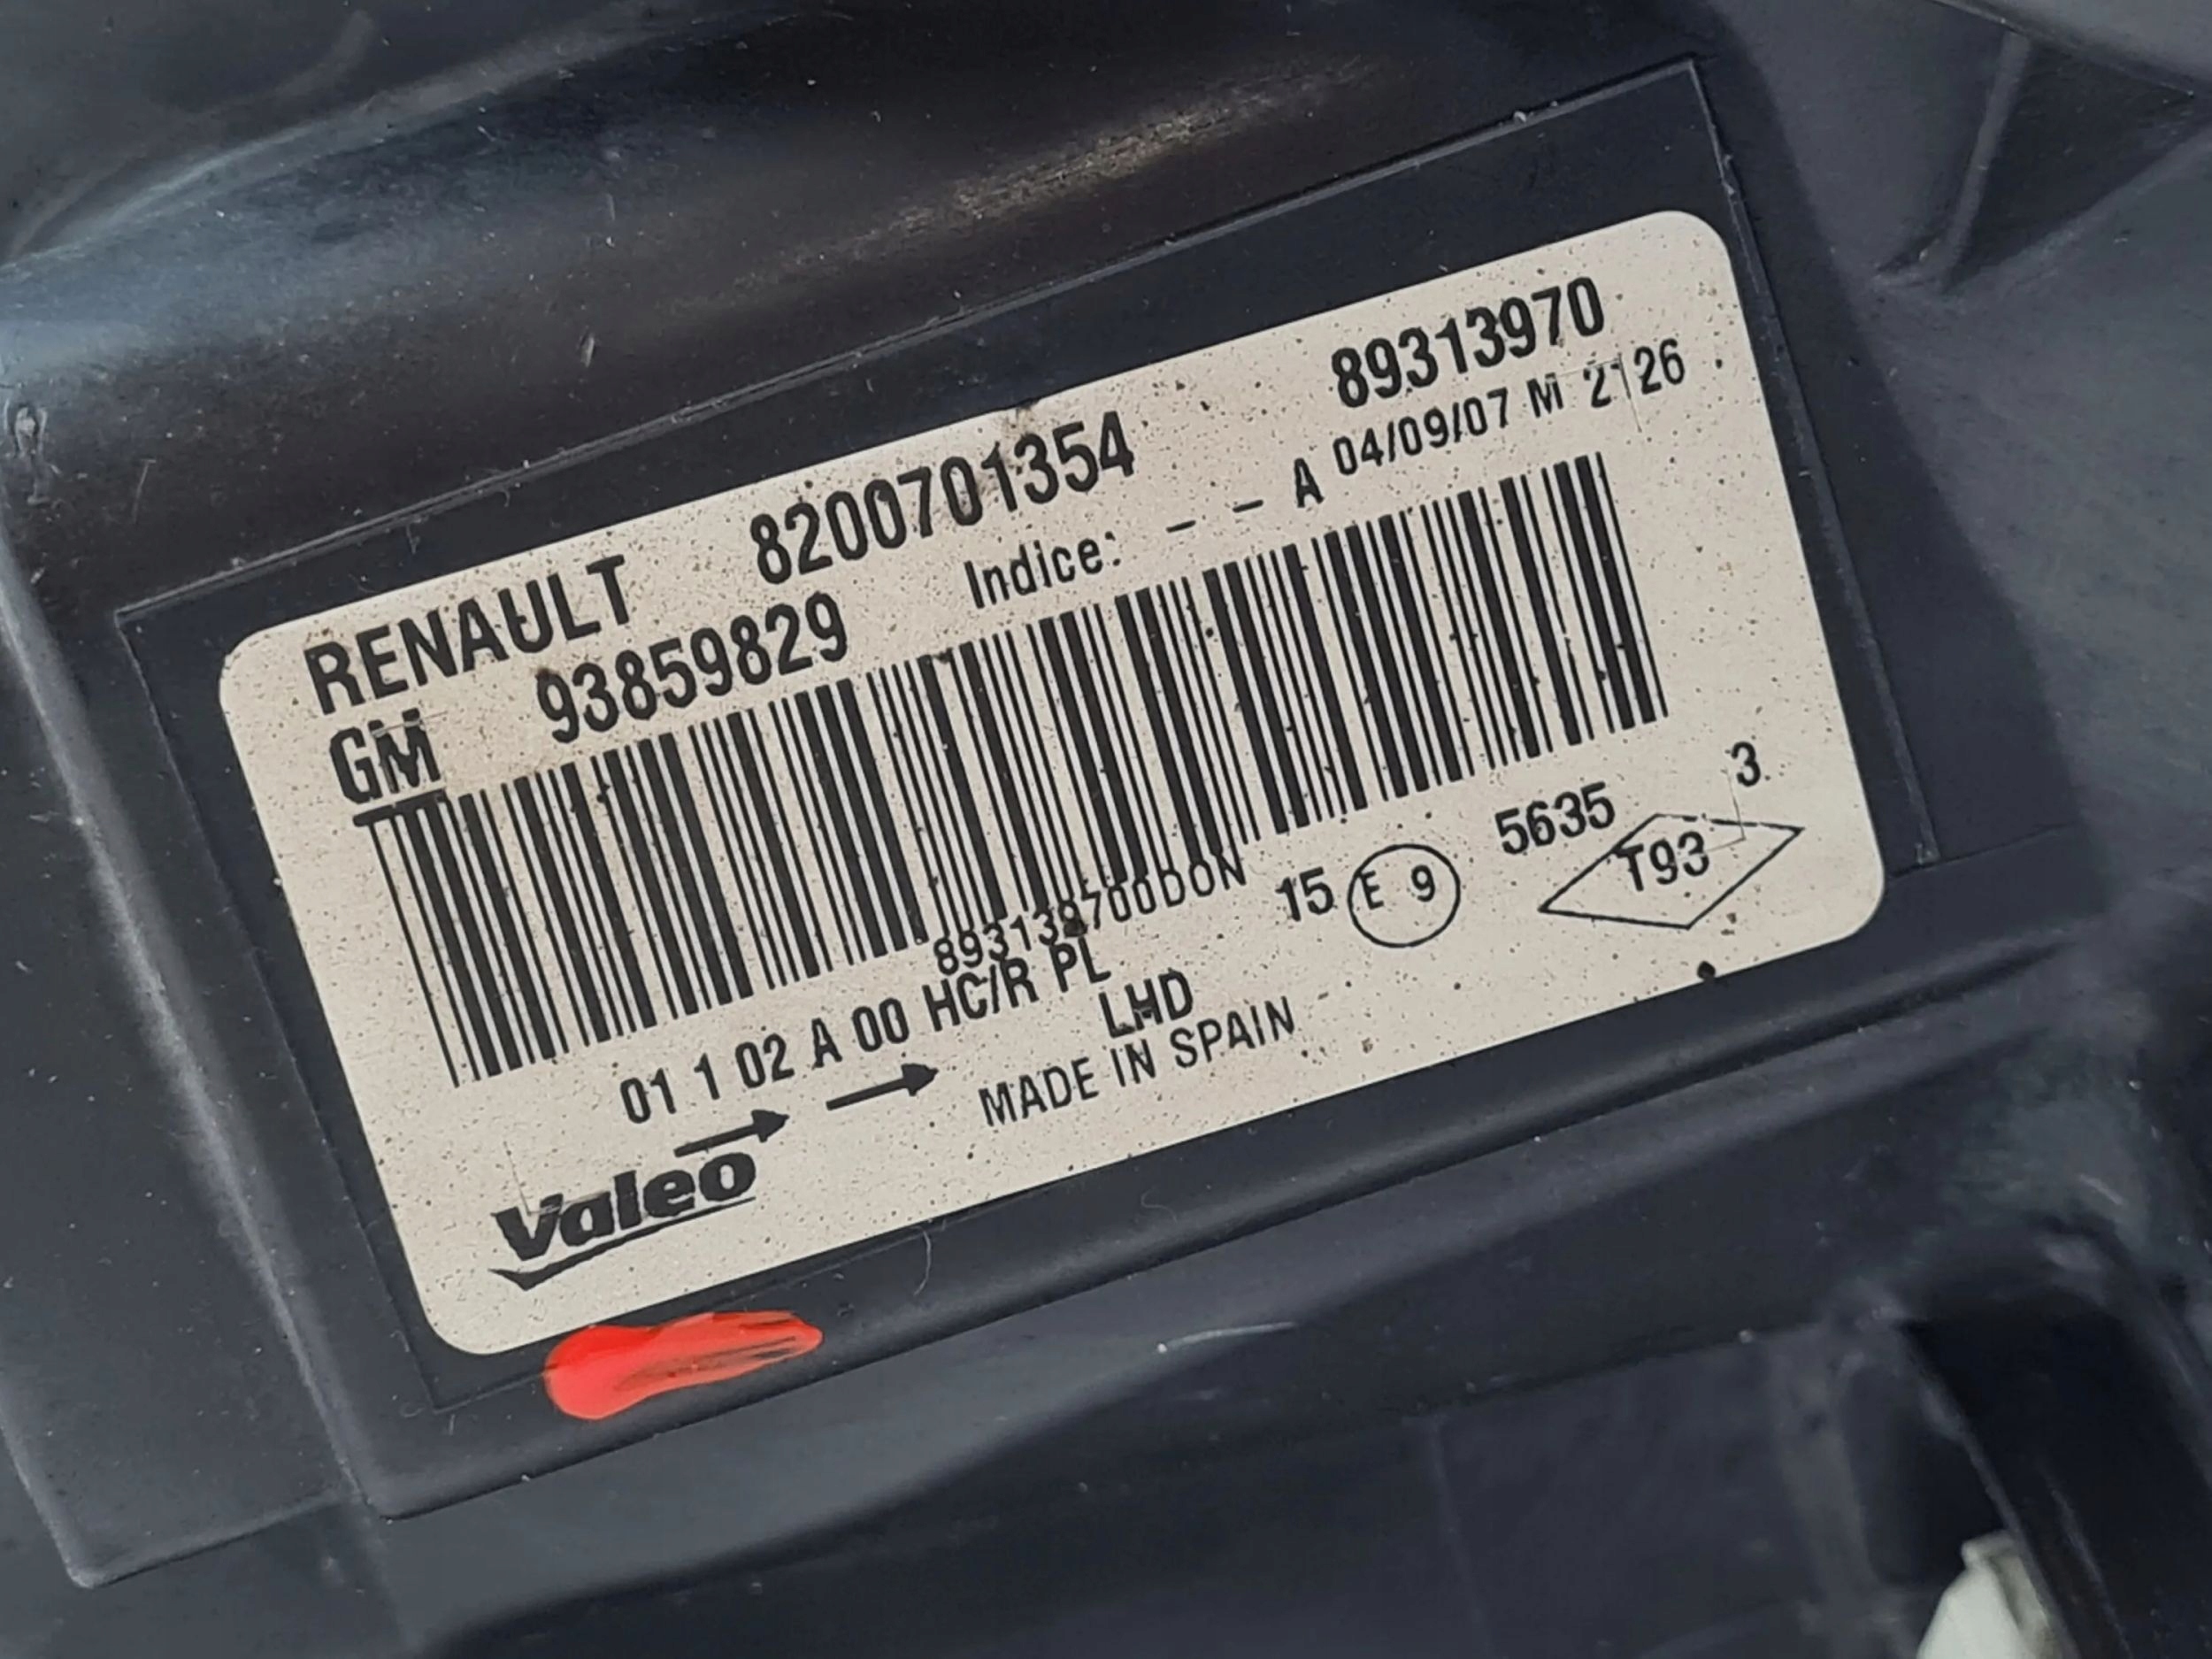 RENAULT 8200701354 89313970
GM 93859829 Indice: - - A 04/09/07 M 2126
89313970ODON
15 E 9 5635 3
T93
01 1 02 A 00 HC/R PL
LHD
MADE IN SPAIN
Valeo